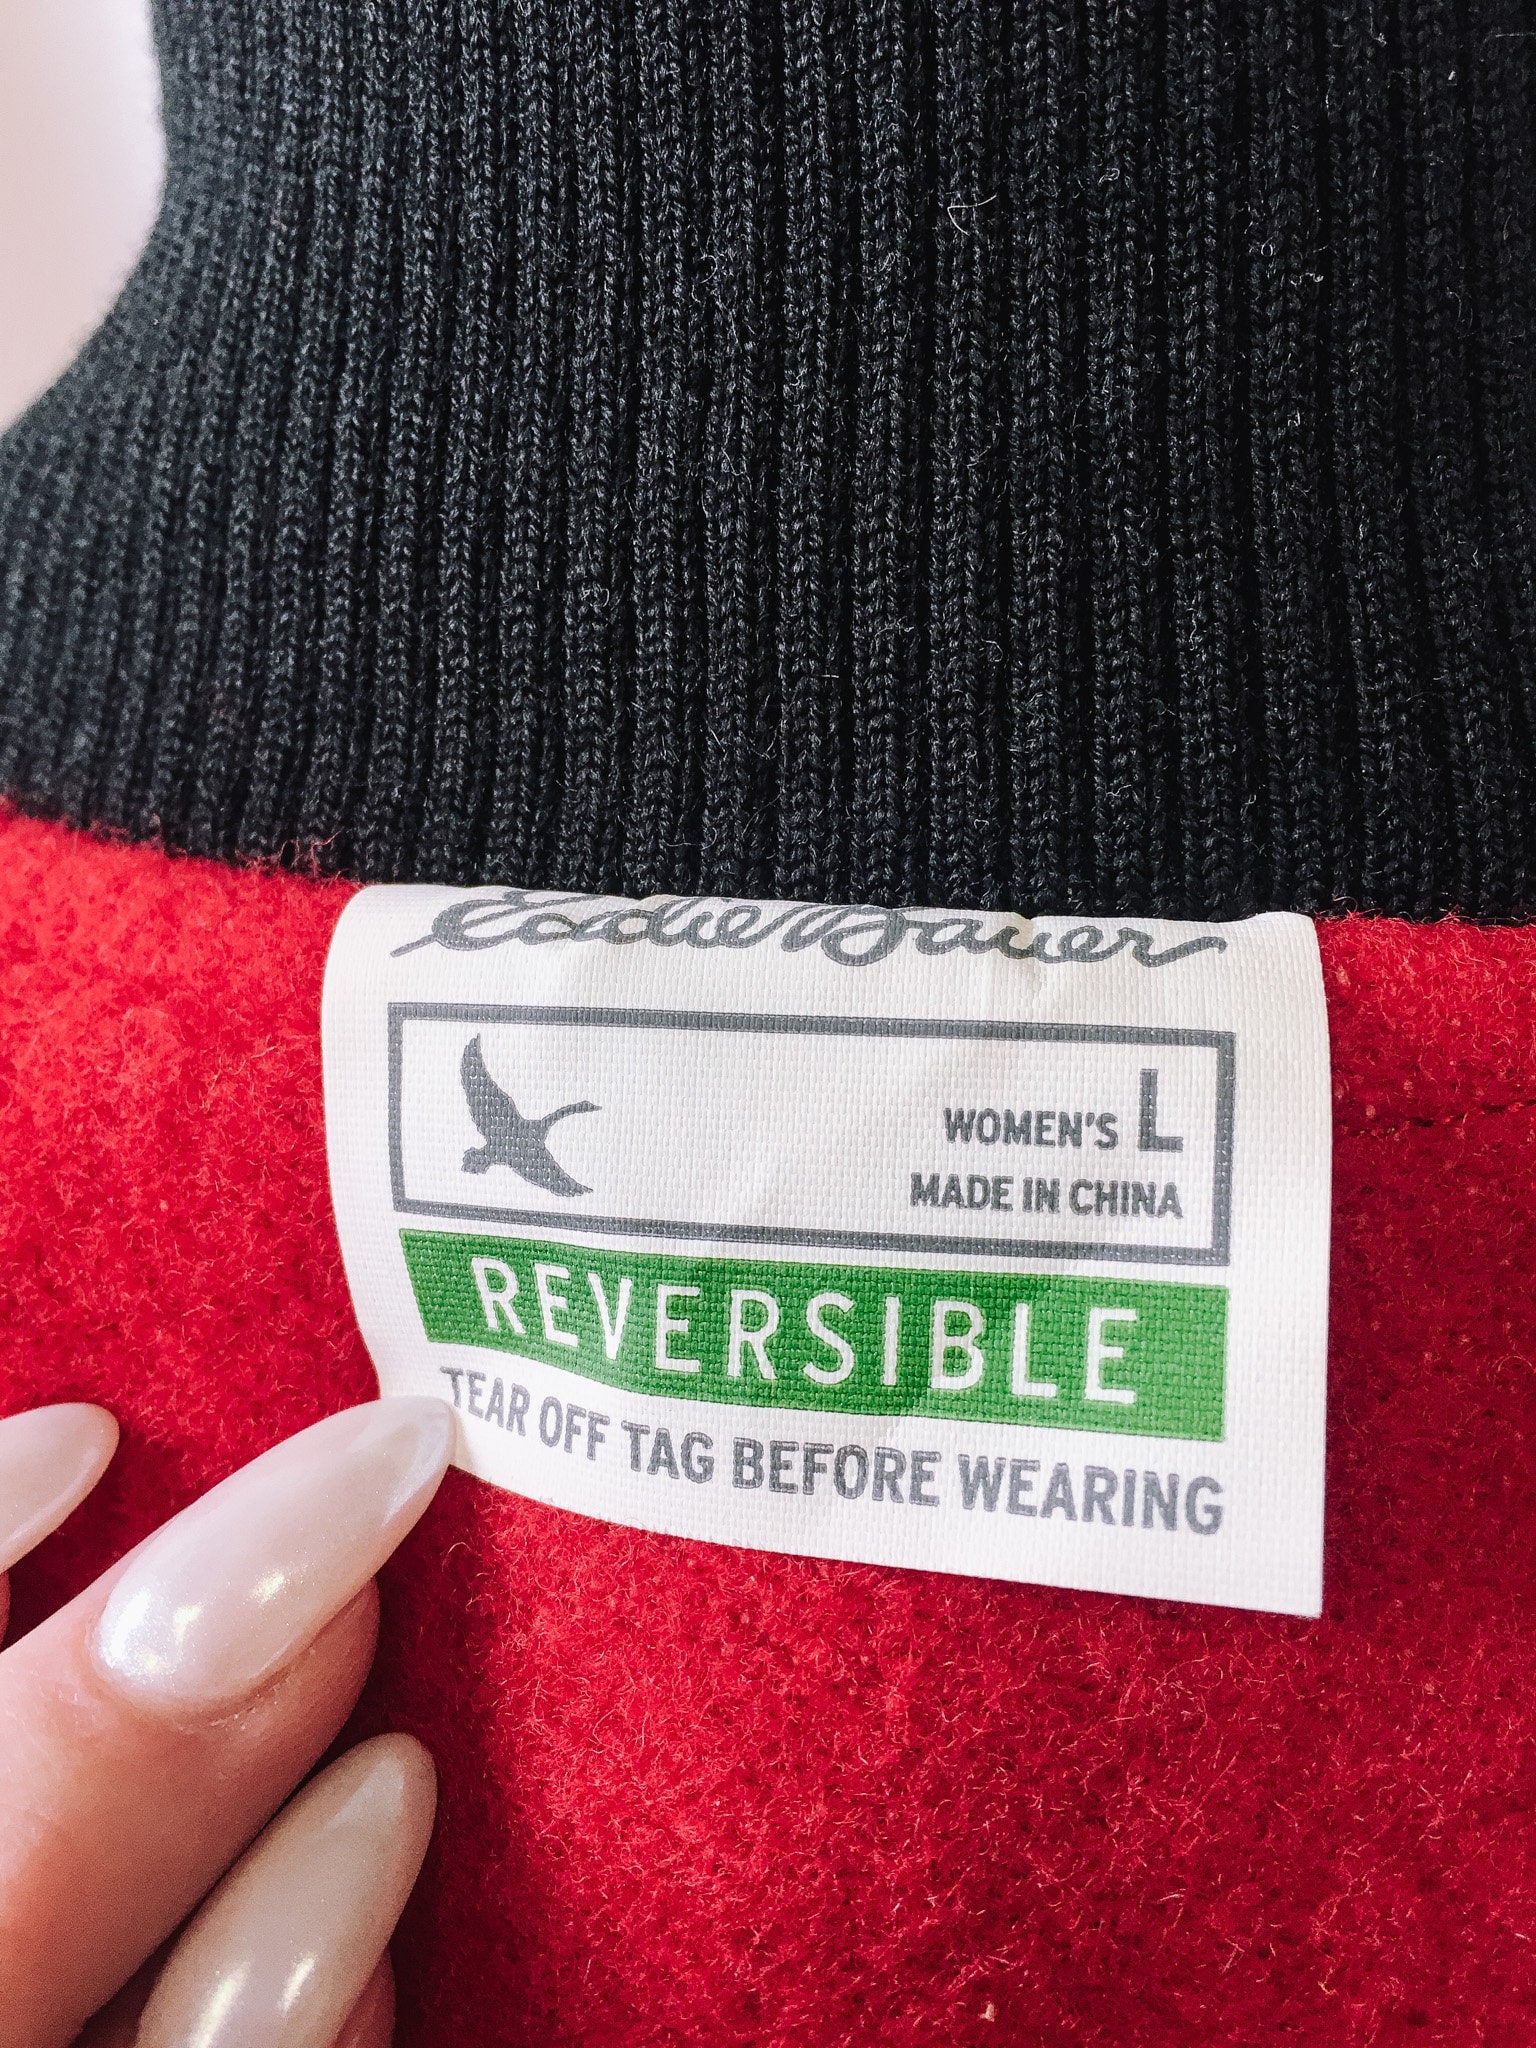 Eddie Bauer
WOMEN'S L
MADE IN CHINA
REVERSIBLE
TEAR OFF TAG BEFORE WEARING